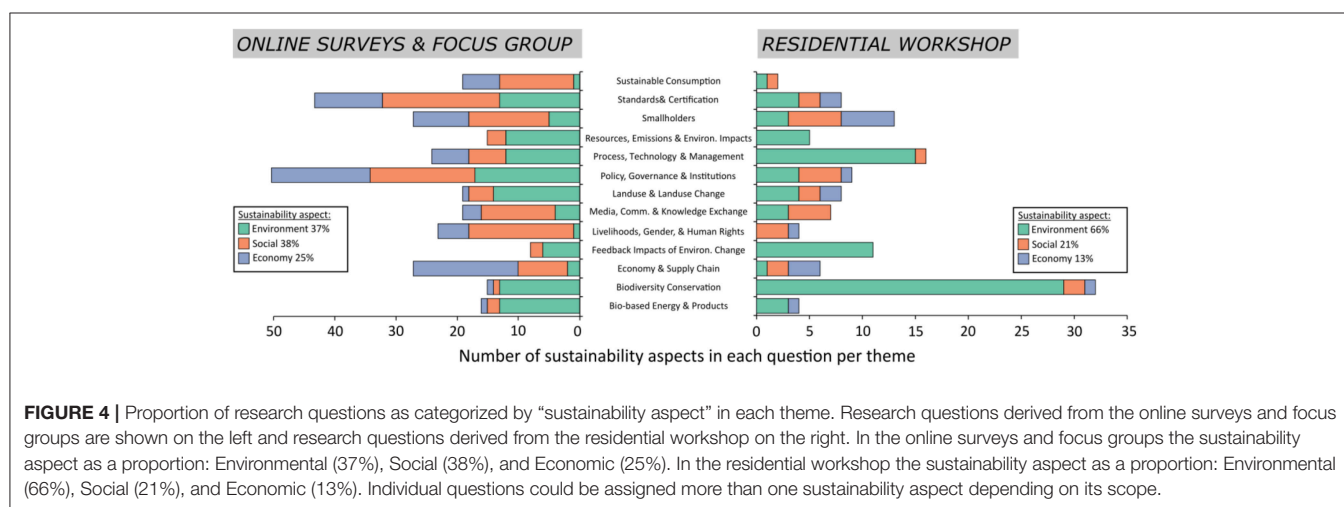 ONLINE SURVEYS & FOCUS GROUP
RESIDENTIAL WORKSHOP
Sustainable Consumption
Standards& Certification
Smallholders
Resources, Emissions & Environ. Impacts
Process, Technology & Management
Policy, Governance & Institutions
Landuse & Landuse Change
Media, Comm. & Knowledge Exchange
Livelihoods, Gender, & Human Rights
Feedback Impacts of Environ. Change
Economy & Supply Chain
Biodiversity Conservation
Bio-based Energy & Products
Sustainability aspect:
Environment 37%
Social 38%
Economy 25%
Sustainability aspect:
Environment 66%
Social 21%
Economy 13%
50 40 30 20 10 0
0 5 10 15 20 25 30 35
Number of sustainability aspects in each question per theme
FIGURE 4 | Proportion of research questions as categorized by “sustainability aspect” in each theme. Research questions derived from the online surveys and focus
groups are shown on the left and research questions derived from the residential workshop on the right. In the online surveys and focus groups the sustainability
aspect as a proportion: Environmental (37%), Social (38%), and Economic (25%). In the residential workshop the sustainability aspect as a proportion: Environmental
(66%), Social (21%), and Economic (13%). Individual questions could be assigned more than one sustainability aspect depending on its scope.